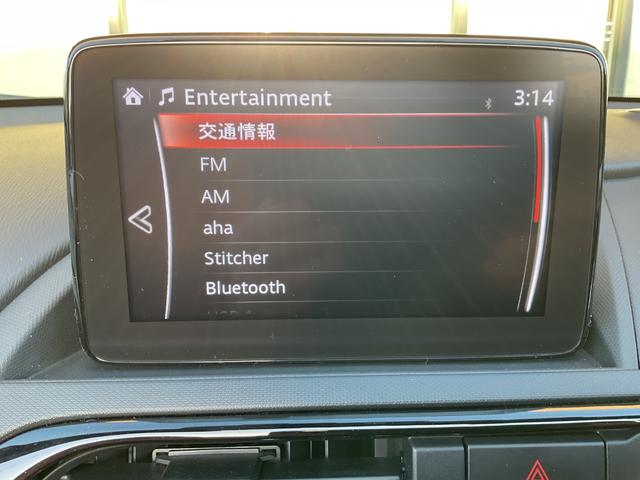 Entertainment 3:14
交通情報
FM
AM
aha
Stitcher
Bluetooth